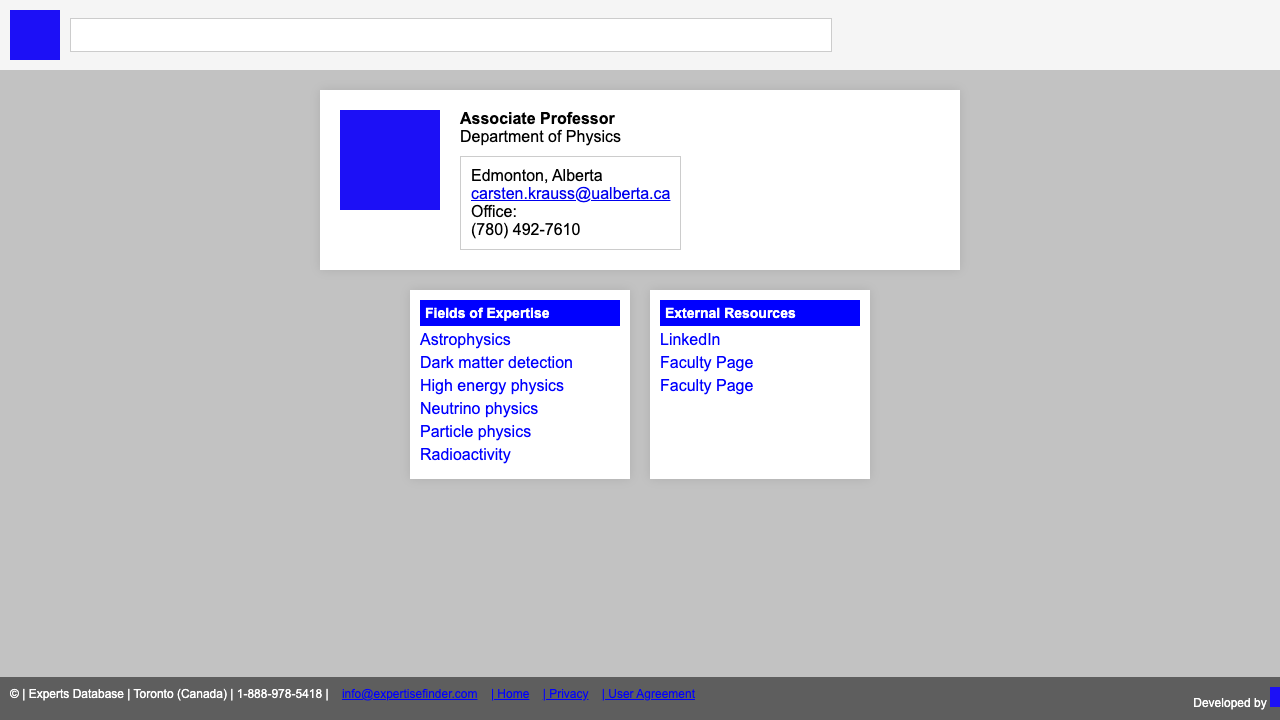 Associate Professor
Department of Physics
Edmonton, Alberta
carsten.krauss@ualberta.ca
Office:
(780) 492-7610
Fields of Expertise
Astrophysics
Dark matter detection
High energy physics
Neutrino physics
Particle physics
Radioactivity
External Resources
LinkedIn
Faculty Page
Faculty Page
© | Experts Database | Toronto (Canada) | 1-888-978-5418 | info@expertisefinder.com | Home | Privacy | User Agreement
Developed by